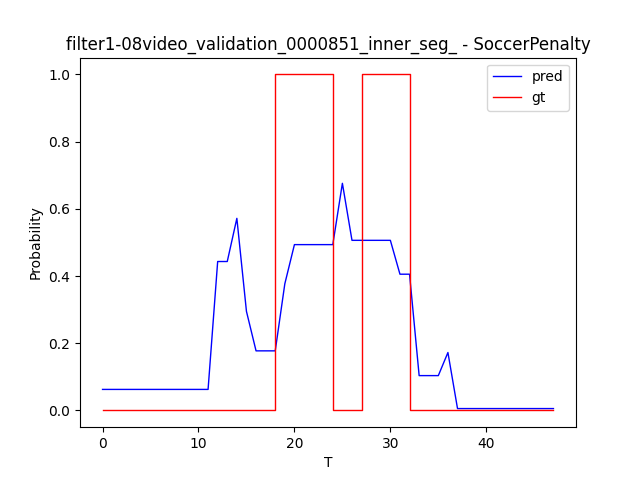 filter1-08video_validation_0000851_inner_seg_ - SoccerPenalty
pred
gt
1.0
0.8
0.6
0.4
0.2
0.0
Probability
0
10
20
30
40
T